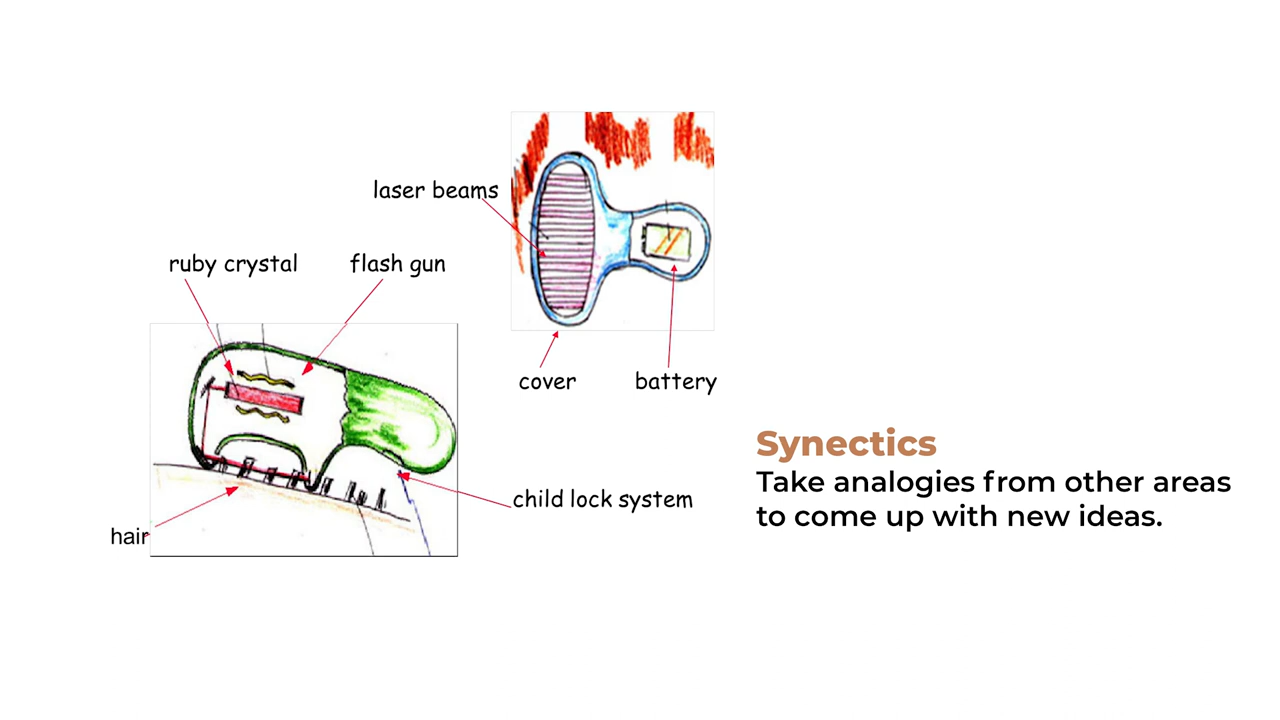 laser beams
ruby crystal
flash gun
cover
battery
Synectics
Take analogies from other areas
to come up with new ideas.
child lock system
hair